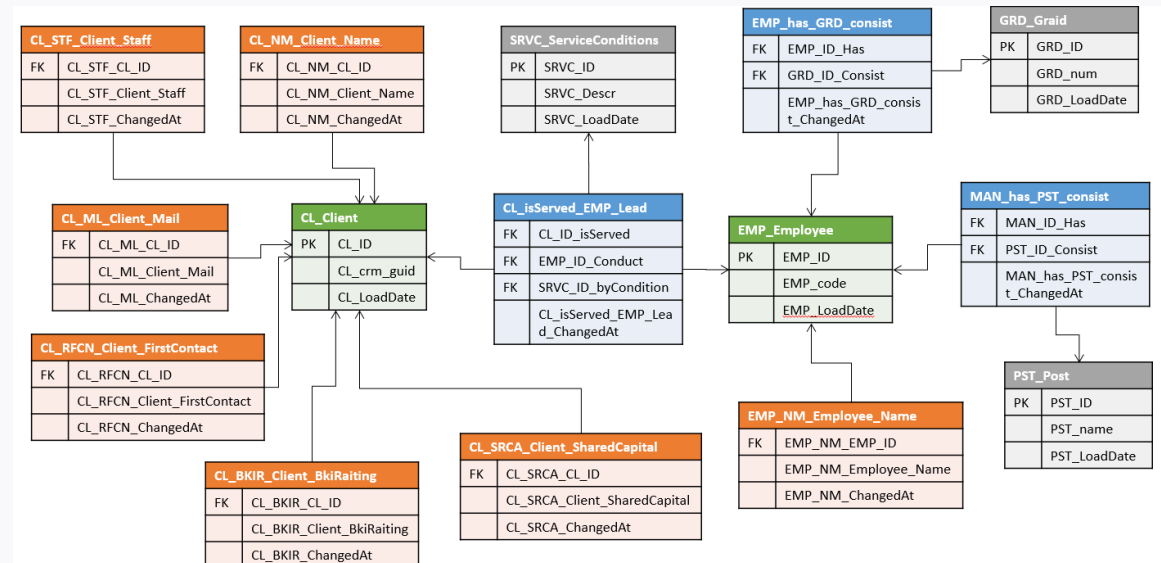 CL_STF_Client_Staff
FK CL_STF_CL_ID
CL_STF_Client_Staff
CL_STF_ChangedAt
CL_NM_Client_Name
FK CL_NM_CL_ID
CL_NM_Client_Name
CL_NM_ChangedAt
SRVC_ServiceConditions
PK SRVC_ID
SRVC_Descr
SRVC_LoadDate
EMP_has_GRD_consist
FK EMP_ID_Has
FK GRD_ID_Consist
EMP_has_GRD_consis
t_ChangedAt
GRD_Graid
PK GRD_ID
GRD_num
GRD_LoadDate
CL_ML_Client_Mail
FK CL_ML_CL_ID
CL_ML_Client_Mail
CL_ML_ChangedAt
CL_Client
PK CL_ID
CL_crm_guid
CL_LoadDate
CL_isServed_EMP_Lead
FK CL_ID_isServed
FK EMP_ID_Conduct
FK SRVC_ID_byCondition
CL_isServed_EMP_Lea
d_ChangedAt
EMP_Employee
PK EMP_ID
EMP_code
EMP_LoadDate
MAN_has_PST_consist
FK MAN_ID_Has
FK PST_ID_Consist
MAN_has_PST_consis
t_ChangedAt
CL_RFCN_Client_FirstContact
FK CL_RFCN_CL_ID
CL_RFCN_Client_FirstContact
CL_RFCN_ChangedAt
PST_Post
PK PST_ID
PST_name
PST_LoadDate
CL_BKIR_Client_BkiRaiting
FK CL_BKIR_CL_ID
CL_BKIR_Client_BkiRaiting
CL_BKIR_ChangedAt
CL_SRCA_Client_SharedCapital
FK CL_SRCA_CL_ID
CL_SRCA_Client_SharedCapital
CL_SRCA_ChangedAt
EMP_NM_Employee_Name
FK EMP_NM_EMP_ID
EMP_NM_Employee_Name
EMP_NM_ChangedAt